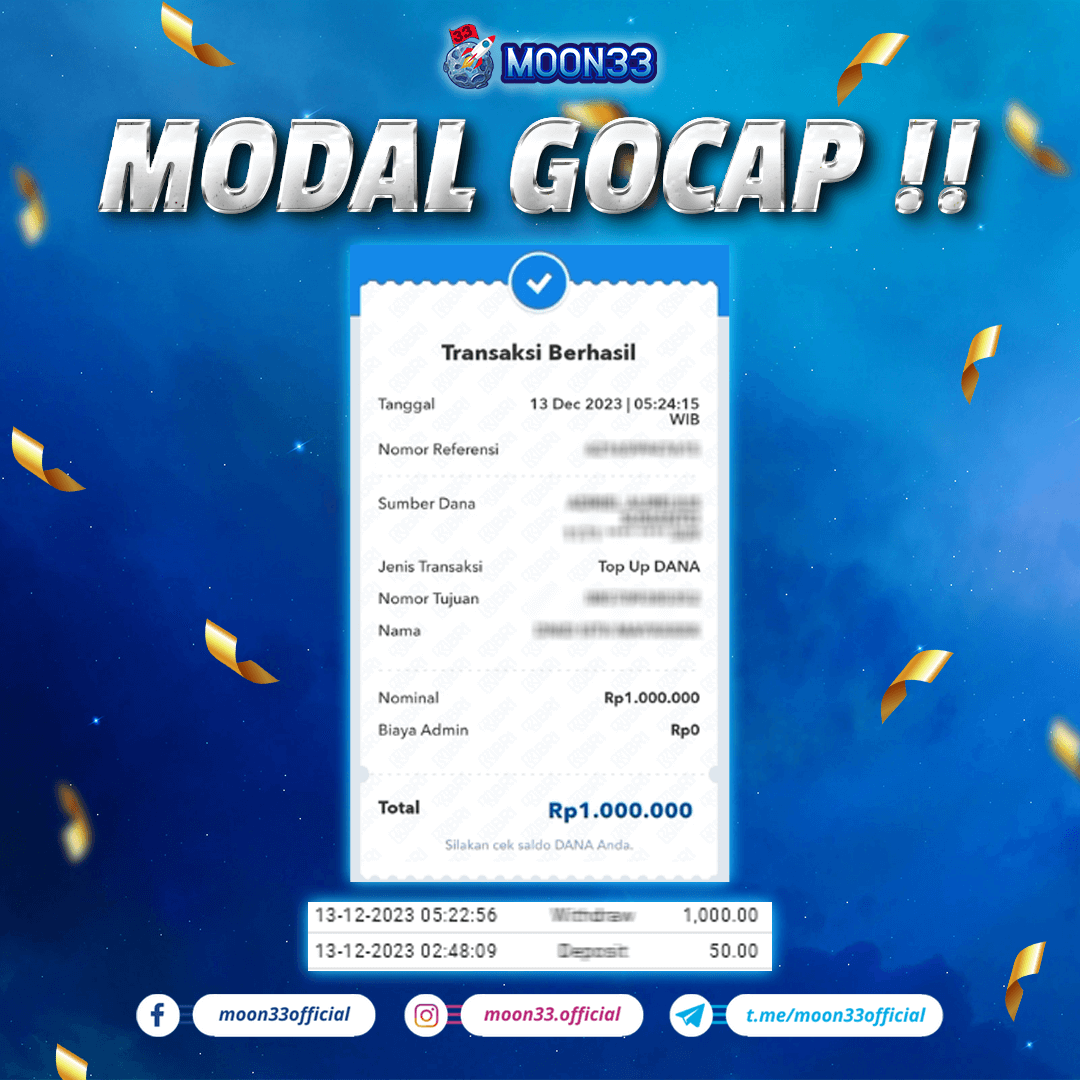 33
MOON33
MODAL GOCAP !!
Transaksi Berhasil
Tanggal 13 Dec 2023 | 05:24:15
WIB
Nomor Referensi
Sumber Dana
Jenis Transaksi Top Up DANA
Nomor Tujuan
Nama
Nominal Rp1.000.000
Biaya Admin Rp0
Total Rp1.000.000
Silakan cek saldo DANA Anda.
13-12-2023 05:22:56 Withdraw 1,000.00
13-12-2023 02:48:09 Deposit 50.00
moon33official moon33.official t.me/moon33official